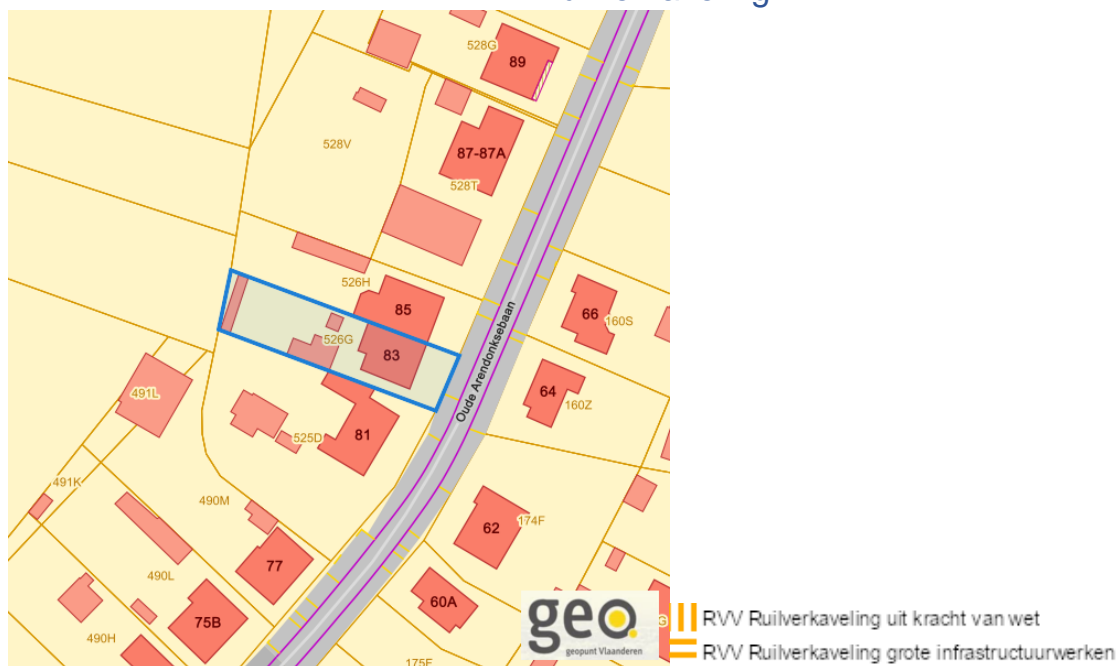 528G
89
528V
87-87A
528T
526H
85
66
160S
526G
83
Oude Arendonksebaan
64
160Z
491L
81
525D
491K
490M
62
174F
77
490L
60A
75B
490H
175F
geo.
geopunt Vlaanderen
G
RVV Ruilverkaveling uit kracht van wet
RVV Ruilverkaveling grote infrastructuurwerken